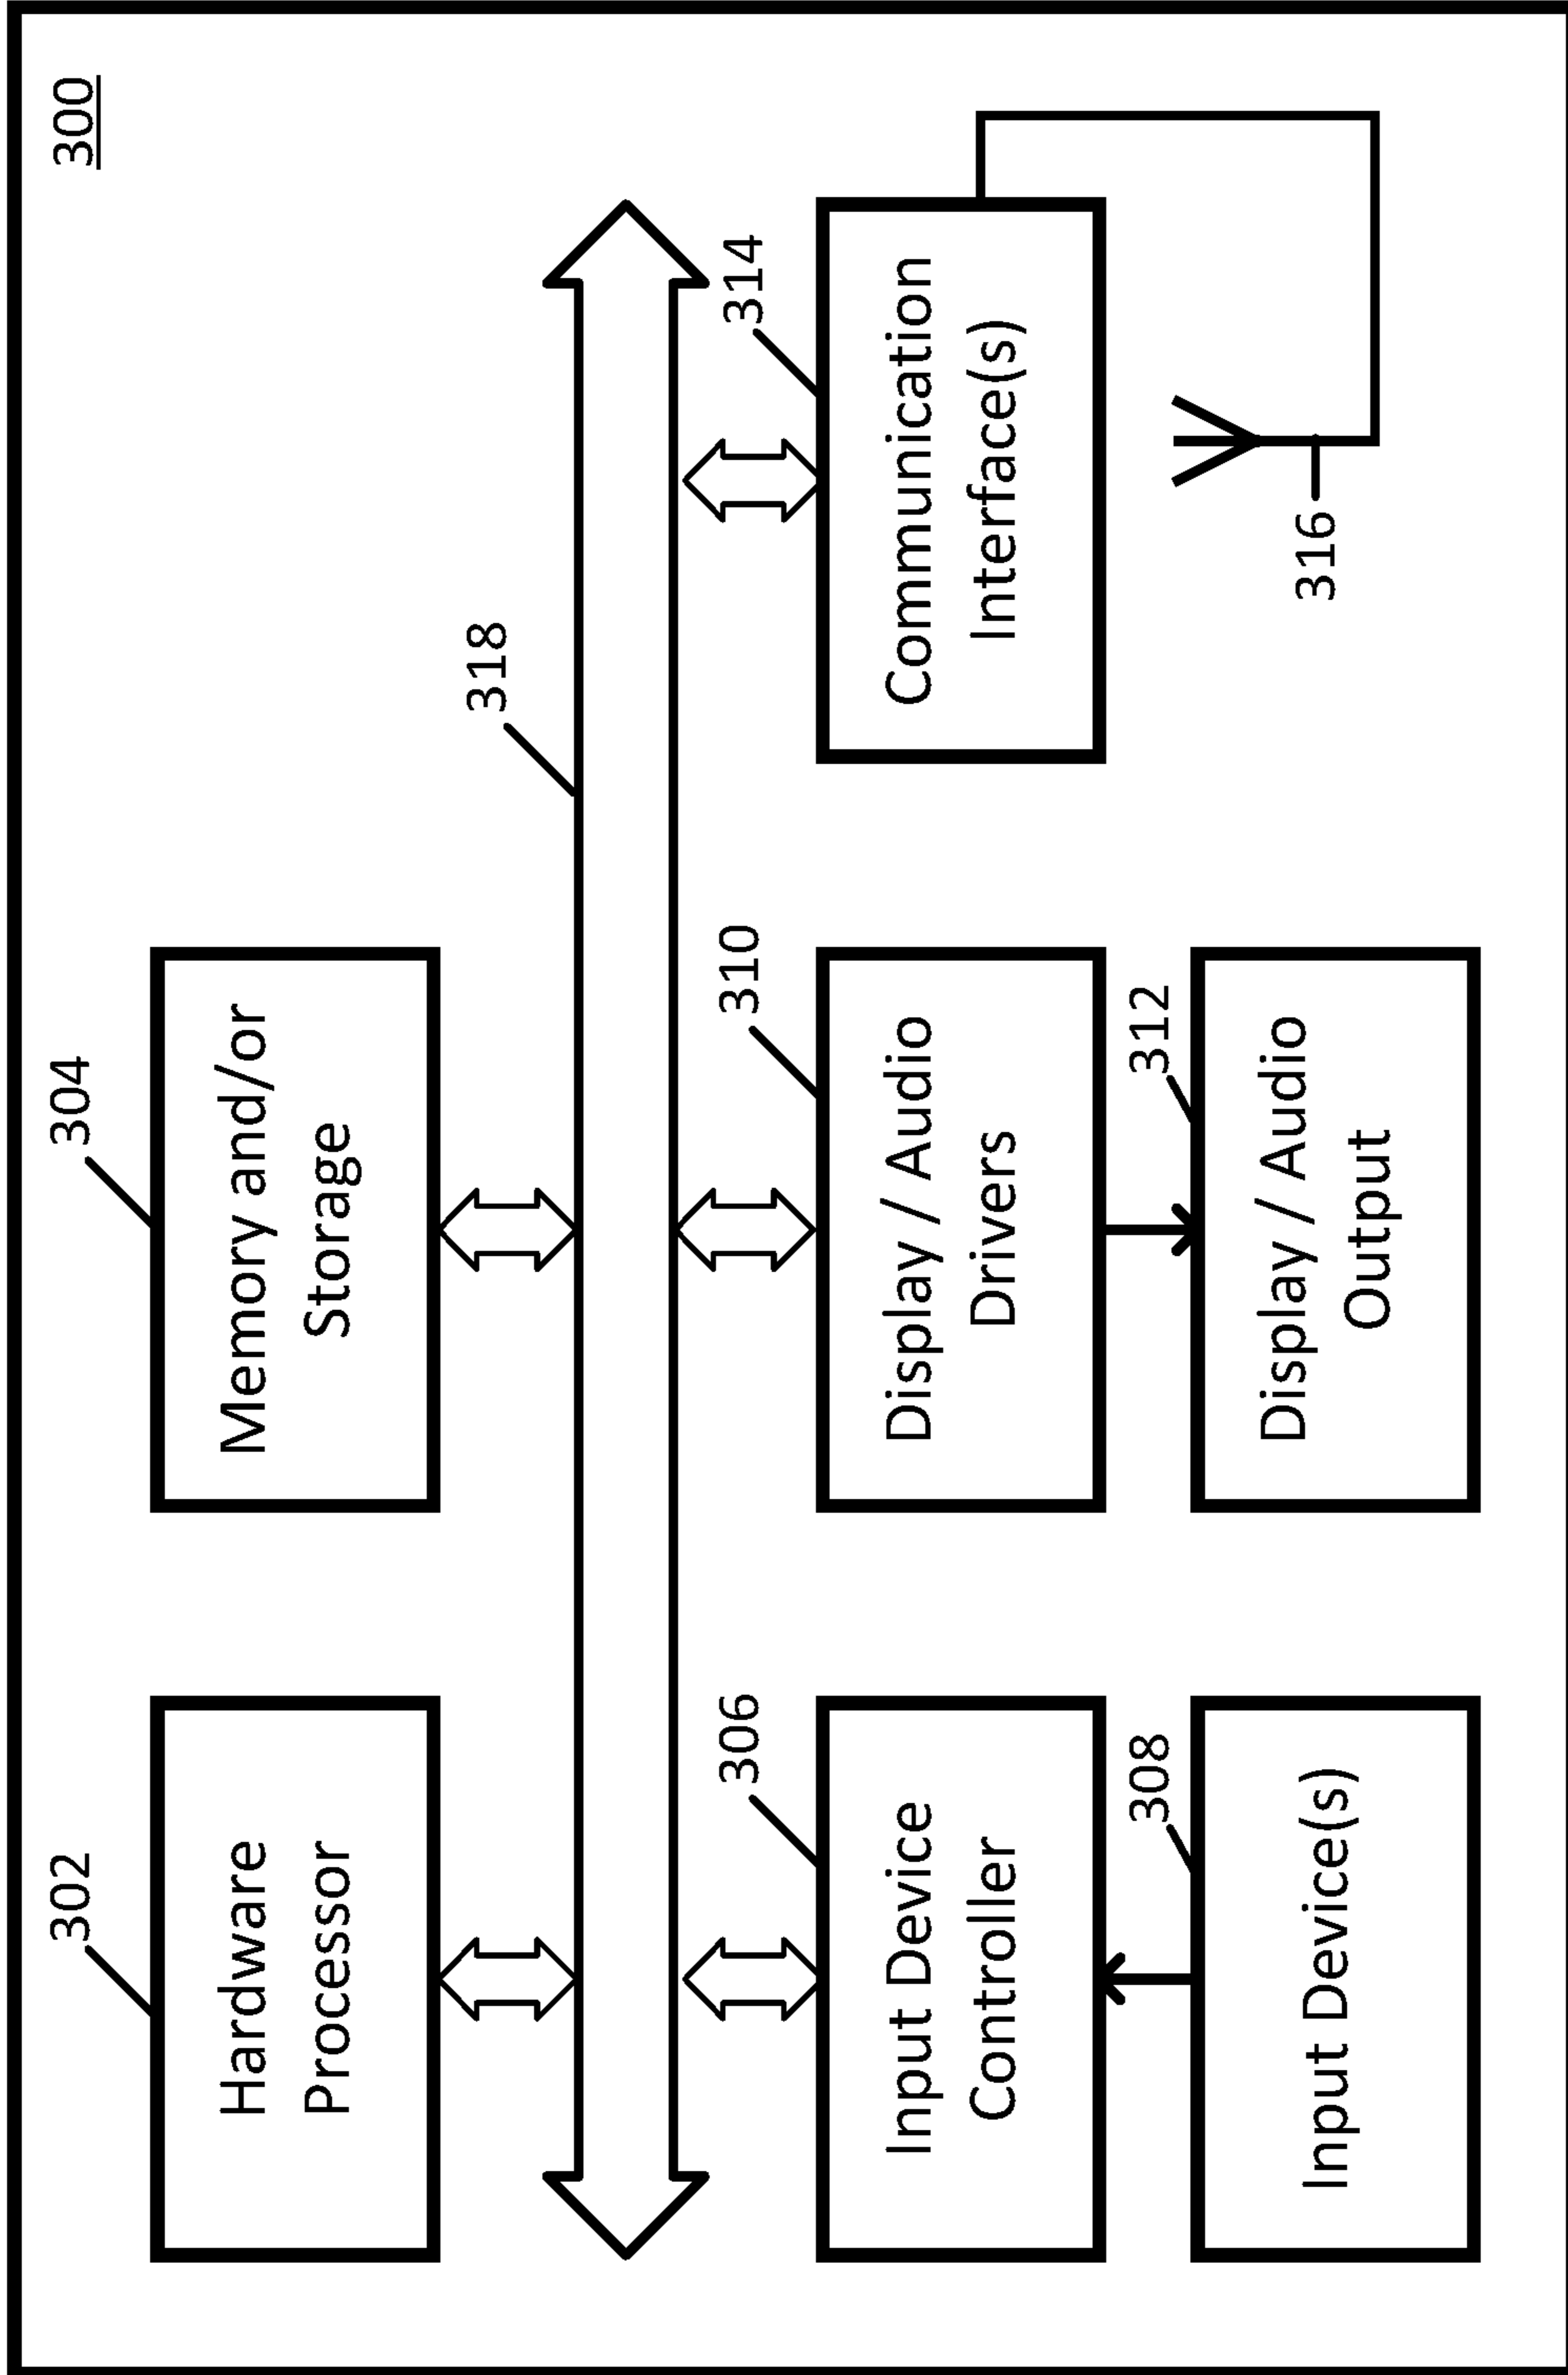 300
302
Hardware
Processor
304
Memory and/or
Storage
318
306
Input Device
Controller
310
Display / Audio
Drivers
314
Communication
Interface(s)
308
Input Device(s)
312
Display / Audio
Output
316